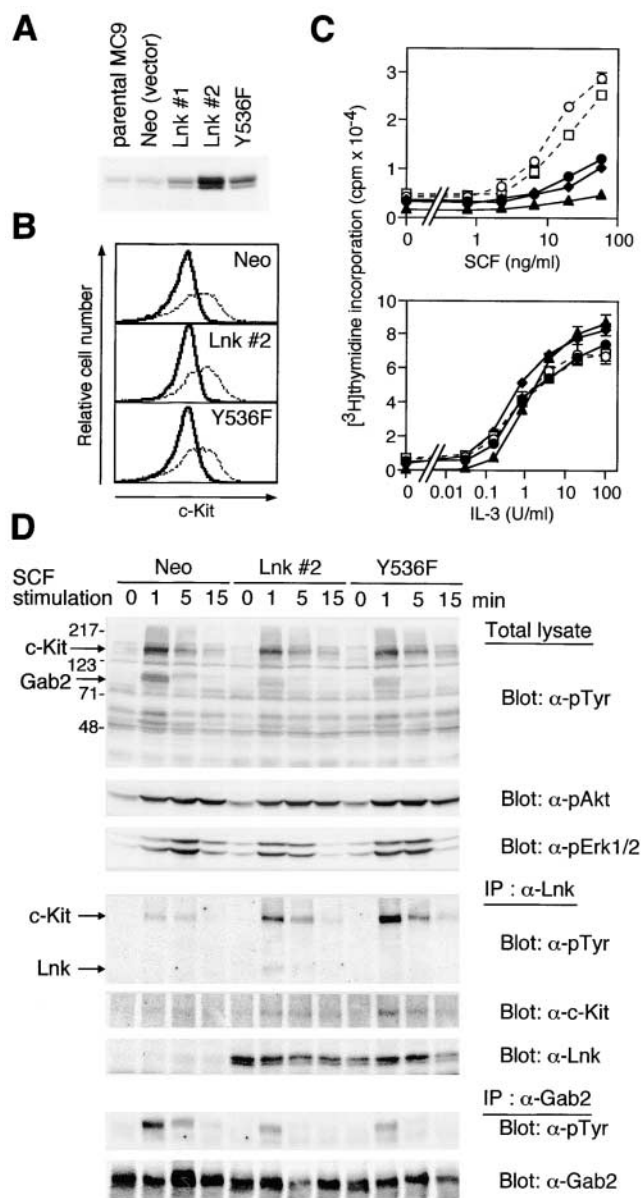 A
parental MC9
Neo (vector)
Lnk #1
Lnk #2
Y536F
B
Neo
Lnk #2
Y536F
Relative cell number
c-Kit
C
[³H]thymidine incorporation (cpm x 10⁻⁴)
3
2
1
0
0 1 10 100
SCF (ng/ml)
10
8
6
4
2
0
0 0.01 0.1 1 10 100
IL-3 (U/ml)
D
Neo Lnk #2 Y536F
SCF
stimulation 0 1 5 15 0 1 5 15 0 1 5 15 min
217-
c-Kit
123
Gab2
71-
48-
Total lysate
Blot: α-pTyr
Blot: α-pAkt
Blot: α-pErk1/2
IP : α-Lnk
c-Kit
Blot: α-pTyr
Lnk
Blot: α-c-Kit
Blot: α-Lnk
IP : α-Gab2
Blot: α-pTyr
Blot: α-Gab2